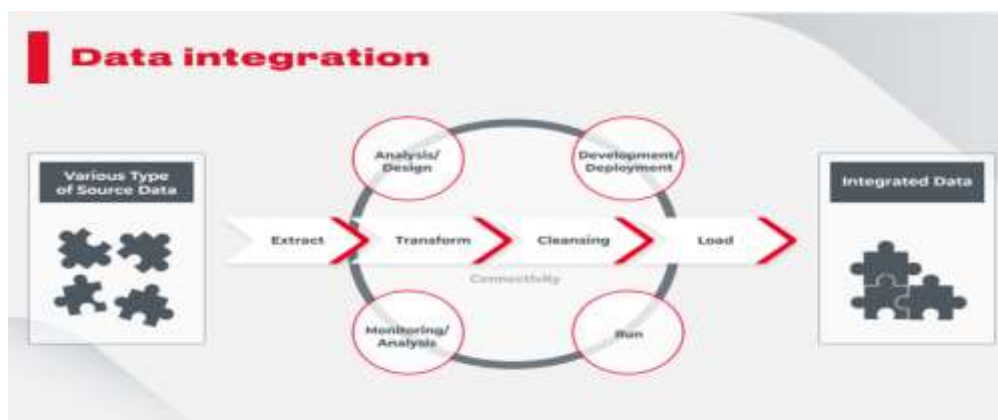 Data integration
Various Type
of Source Data
Analysis/
Design
Development/
Deployment
Integrated Data
Extract
Transform
Cleansing
Load
Connectivity
Monitoring/
Analysis
Run